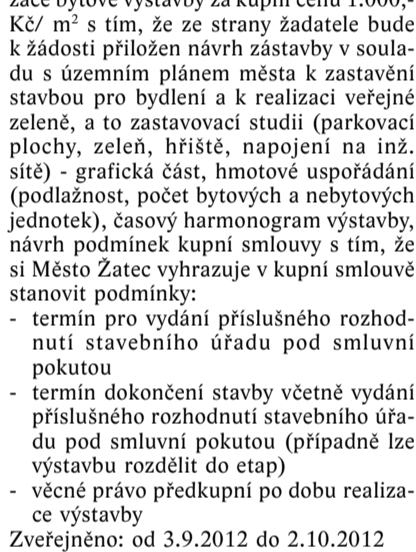 zace bytové výstavby za kupní cenu 1.000,-
Kč/ m² s tím, že ze strany žadatele bude
k žádosti přiložen návrh zástavby v soula-
du s územním plánem města k zastavění
stavbou pro bydlení a k realizaci veřejné
zeleně, a to zastavovací studii (parkovací
plochy, zeleň, hřiště, napojení na inž.
sítě) - grafická část, hmotové uspořádání
(podlažnost, počet bytových a nebytových
jednotek), časový harmonogram výstavby,
návrh podmínek kupní smlouvy s tím, že
si Město Žatec vyhrazuje v kupní smlouvě
stanovit podmínky:
- termín pro vydání příslušného rozhod-
nutí stavebního úřadu pod smluvní
pokutou
- termín dokončení stavby včetně vydání
příslušného rozhodnutí stavebního úřa-
du pod smluvní pokutou (případně lze
výstavbu rozdělit do etap)
- věcné právo předkupní po dobu realiza-
ce výstavby
Zveřejněno: od 3.9.2012 do 2.10.2012